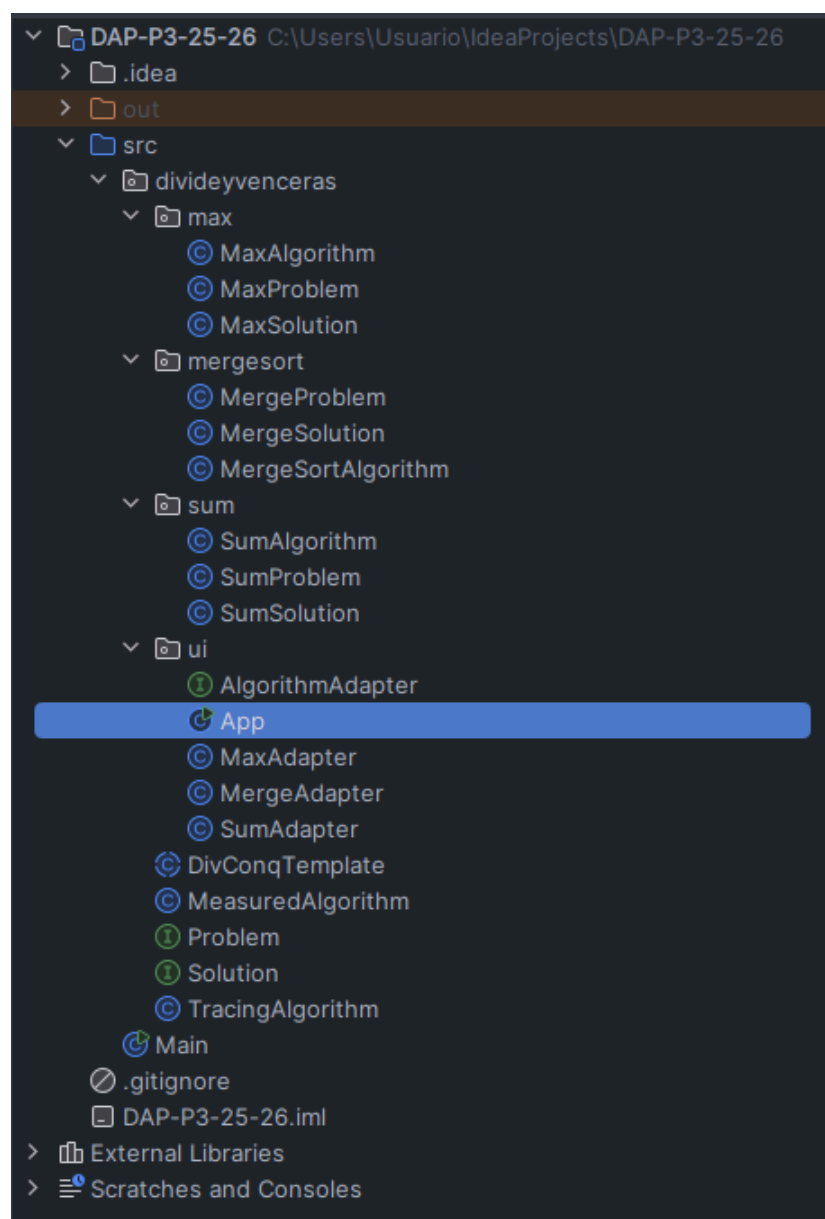 DAP-P3-25-26 C:\Users\Usuario\IdeaProjects\DAP-P3-25-26
.idea
out
src
divideyvenceras
max
MaxAlgorithm
MaxProblem
MaxSolution
mergesort
MergeProblem
MergeSolution
MergeSortAlgorithm
sum
SumAlgorithm
SumProblem
SumSolution
ui
AlgorithmAdapter
App
MaxAdapter
MergeAdapter
SumAdapter
DivConqTemplate
MeasuredAlgorithm
Problem
Solution
TracingAlgorithm
Main
.gitignore
DAP-P3-25-26.iml
External Libraries
Scratches and Consoles